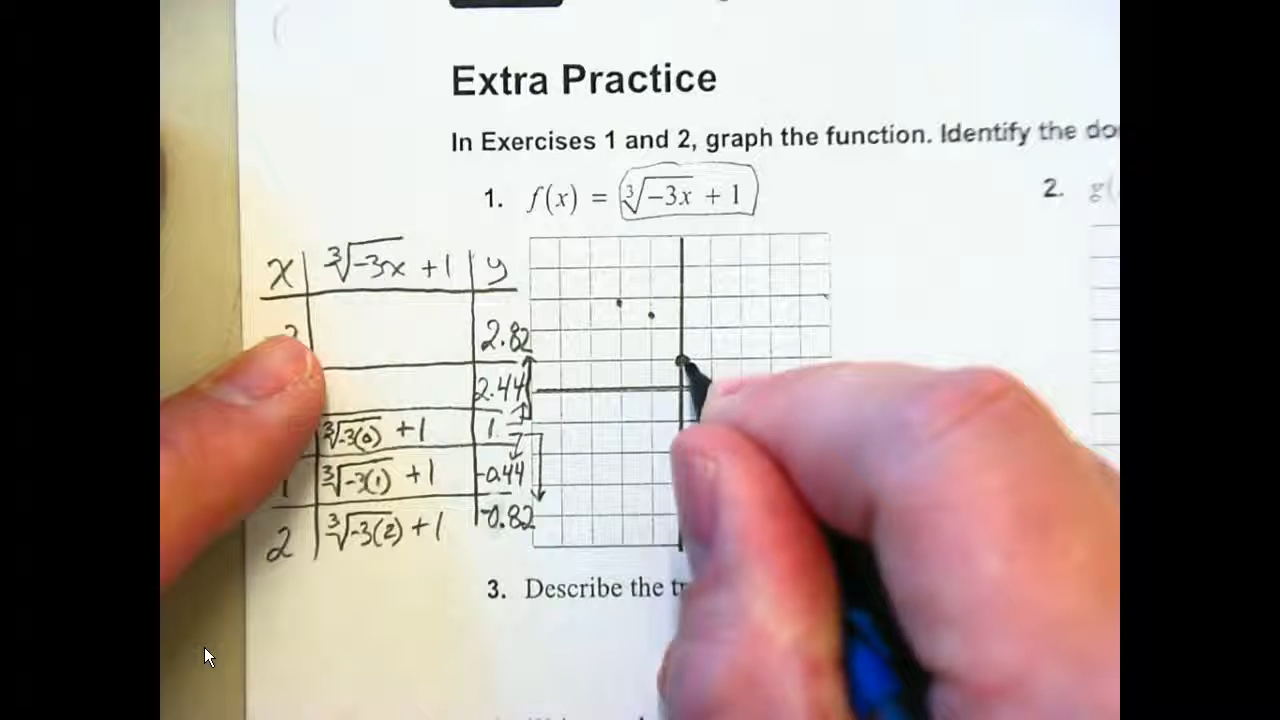 Extra Practice
In Exercises 1 and 2, graph the function. Identify the do
1. f(x) = ∛-3x + 1
2. g(
x ∛-3x + 1 y
2.82
2.44
∛-3(0) + 1 1
1 ∛-3(1) + 1 -0.44
2 ∛-3(2) + 1 -0.82
3. Describe the t